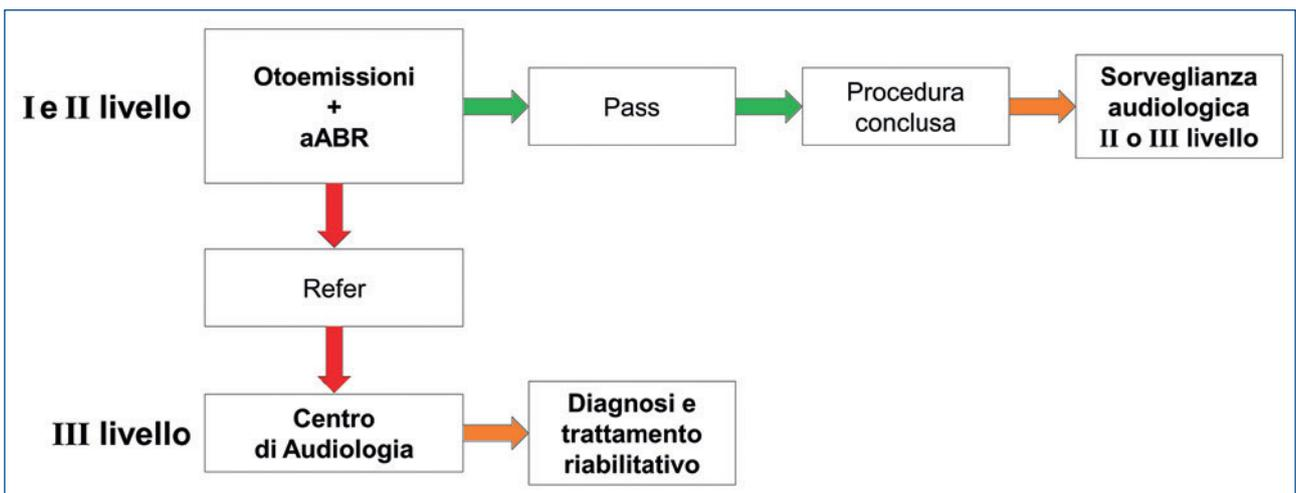 I e II livello
Otoemissioni
+
aABR
Pass
Procedura
conclusa
Sorveglianza
audiologica
II o III livello
Refer
III livello
Centro
di Audiologia
Diagnosi e
trattamento
riabilitativo